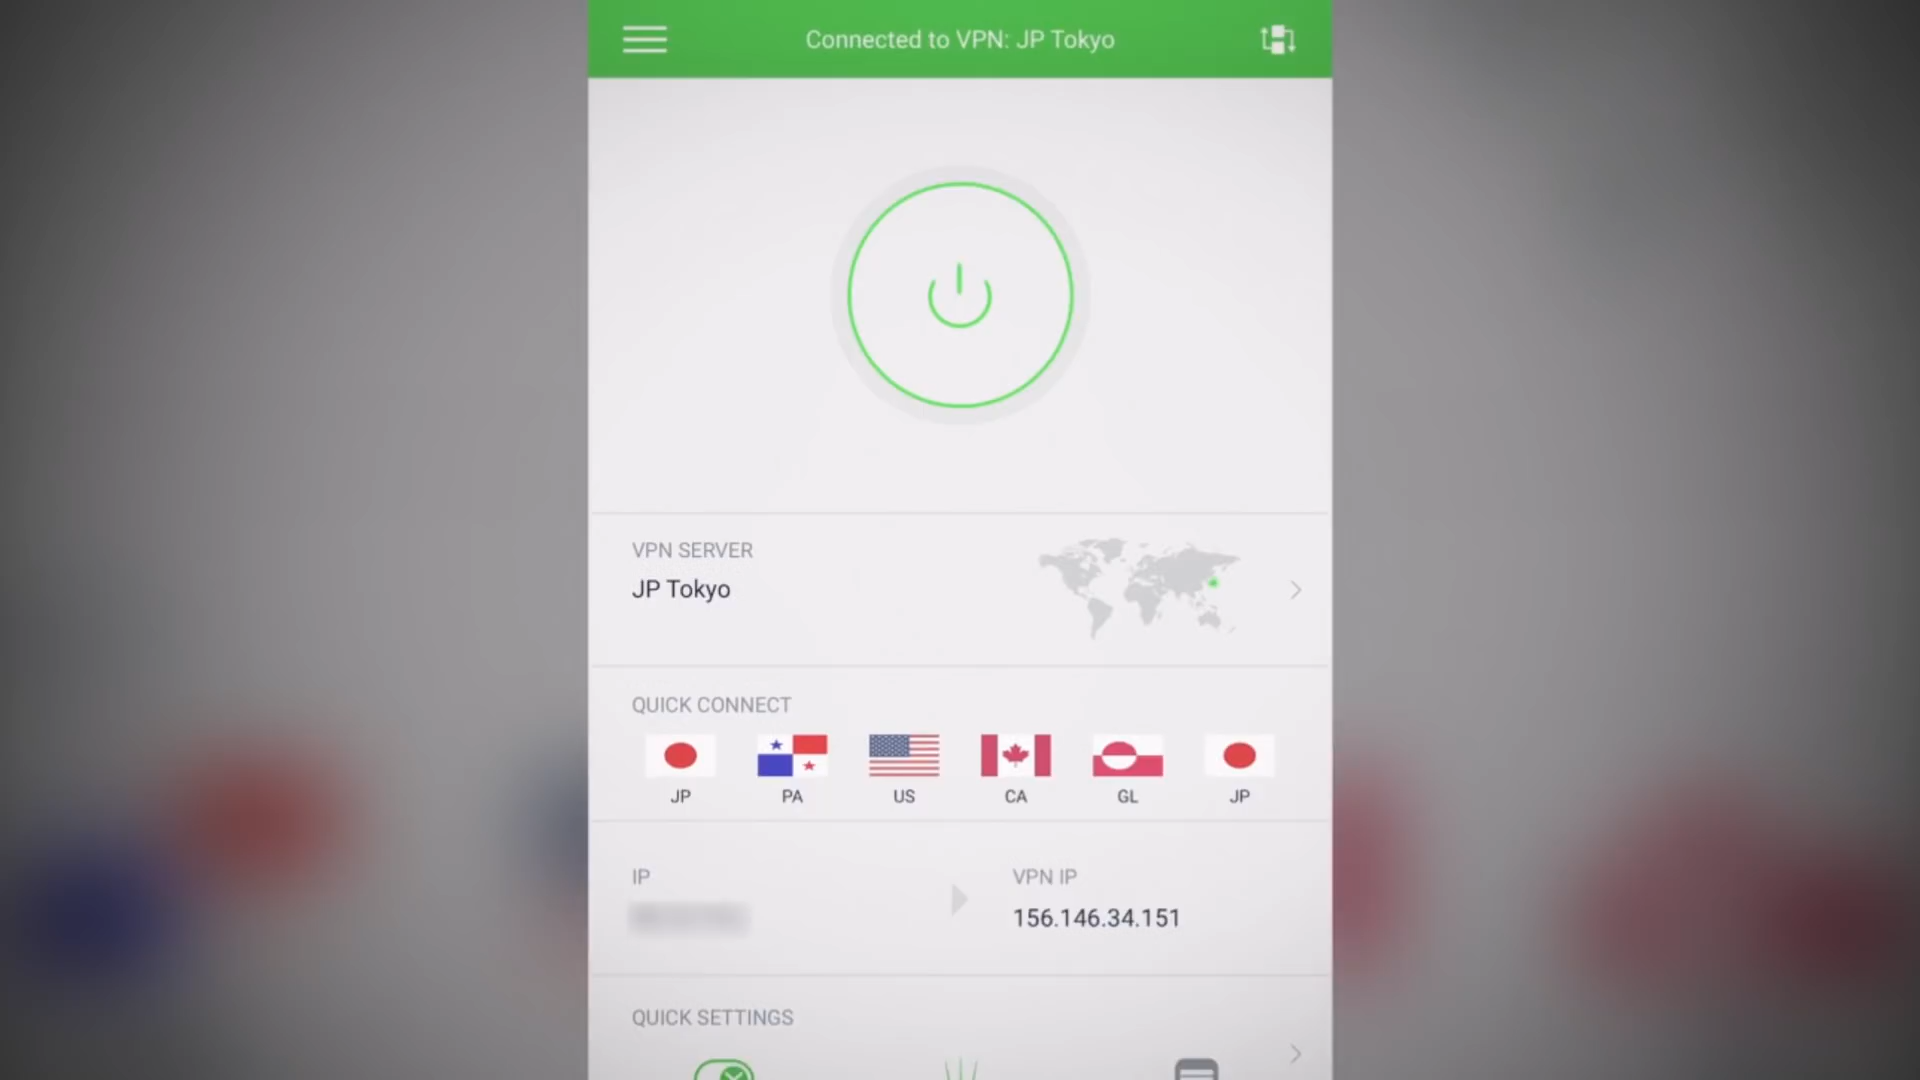 Connected to VPN: JP Tokyo
VPN SERVER
JP Tokyo
QUICK CONNECT
JP PA US CA GL JP
IP VPN IP
156.146.34.151
QUICK SETTINGS